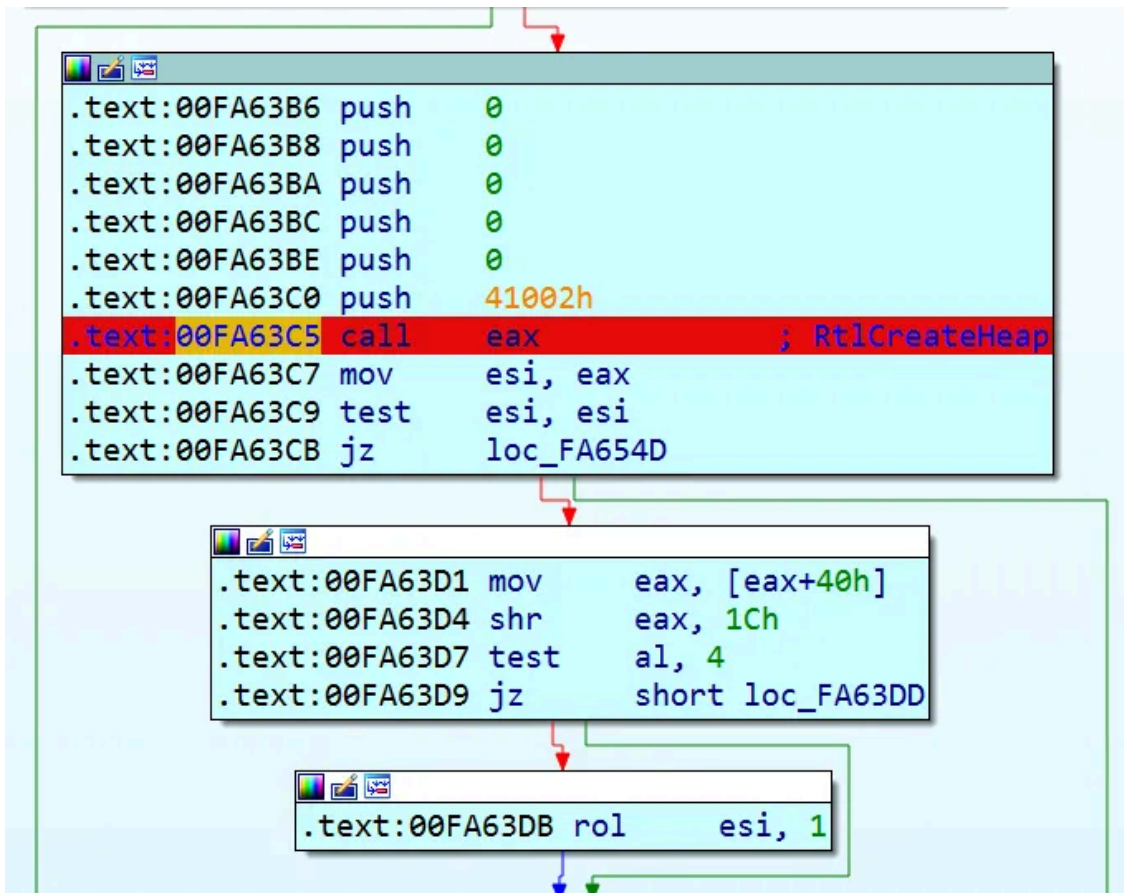 .text:00FA63B6 push 0
.text:00FA63B8 push 0
.text:00FA63BA push 0
.text:00FA63BC push 0
.text:00FA63BE push 0
.text:00FA63C0 push 41002h
.text:00FA63C5 call eax ; RtlCreateHeap
.text:00FA63C7 mov esi, eax
.text:00FA63C9 test esi, esi
.text:00FA63CB jz loc_FA654D
.text:00FA63D1 mov eax, [eax+40h]
.text:00FA63D4 shr eax, 1Ch
.text:00FA63D7 test al, 4
.text:00FA63D9 jz short loc_FA63DD
.text:00FA63DB rol esi, 1